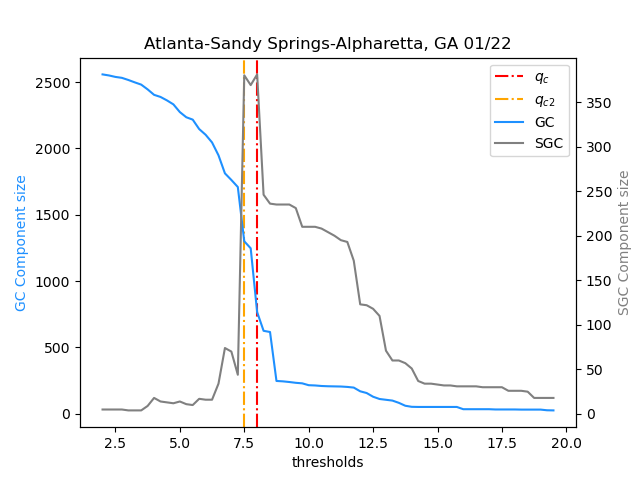 Atlanta-Sandy Springs-Alpharetta, GA 01/22
q_c
q_c2
GC
SGC
GC Component size
2500
2000
1500
1000
500
0
SGC Component size
350
300
250
200
150
100
50
0
2.5 5.0 7.5 10.0 12.5 15.0 17.5 20.0
thresholds